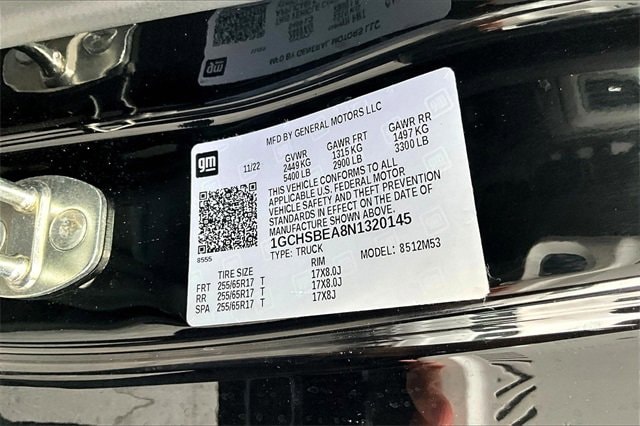 MFD BY GENERAL MOTORS LLC
gm 11/22 GVWR GAWR FRT GAWR RR
2449 KG 1315 KG 1497 KG
5400 LB 2900 LB 3300 LB
THIS VEHICLE CONFORMS TO ALL
APPLICABLE U.S. FEDERAL MOTOR
VEHICLE SAFETY AND THEFT PREVENTION
STANDARDS IN EFFECT ON THE DATE OF
MANUFACTURE SHOWN ABOVE.
1GCHSBEA8N1320145
8555 TYPE: TRUCK MODEL: 8512M53
TIRE SIZE RIM
FRT 255/65R17 T 17X8.0J
RR 255/65R17 T 17X8.0J
SPA 255/65R17 T 17X8J